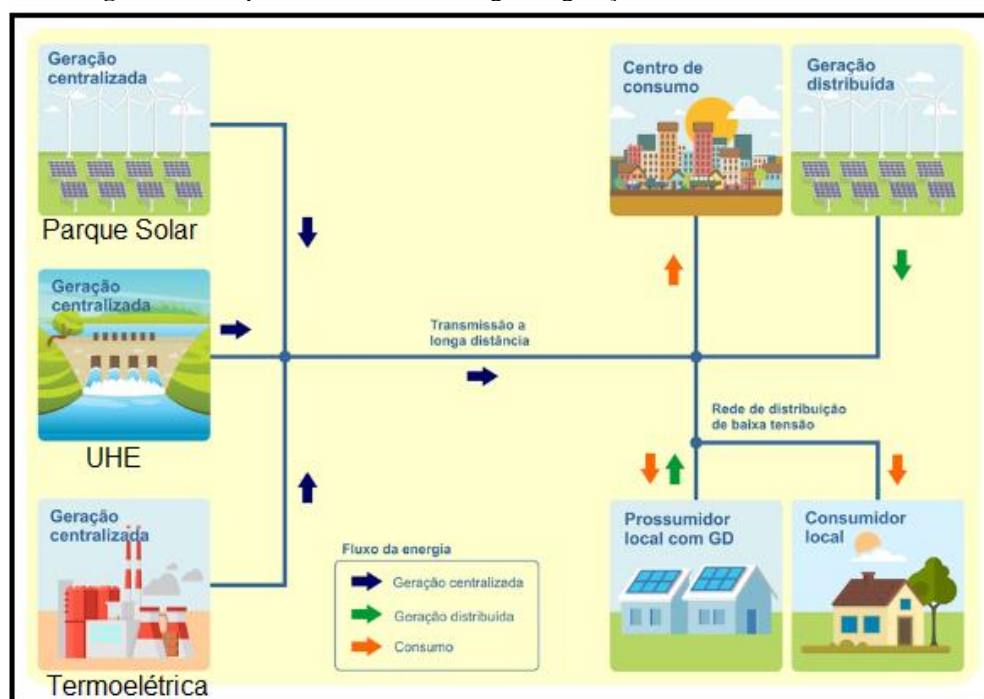 Geração
centralizada
Parque Solar
Geração
centralizada
UHE
Geração
centralizada
Termoelétrica
Transmissão a
longa distância
Centro de
consumo
Geração
distribuída
Rede de distribuição
de baixa tensão
Prossumidor
local com GD
Consumidor
local
Fluxo da energia
Geração centralizada
Geração distribuída
Consumo